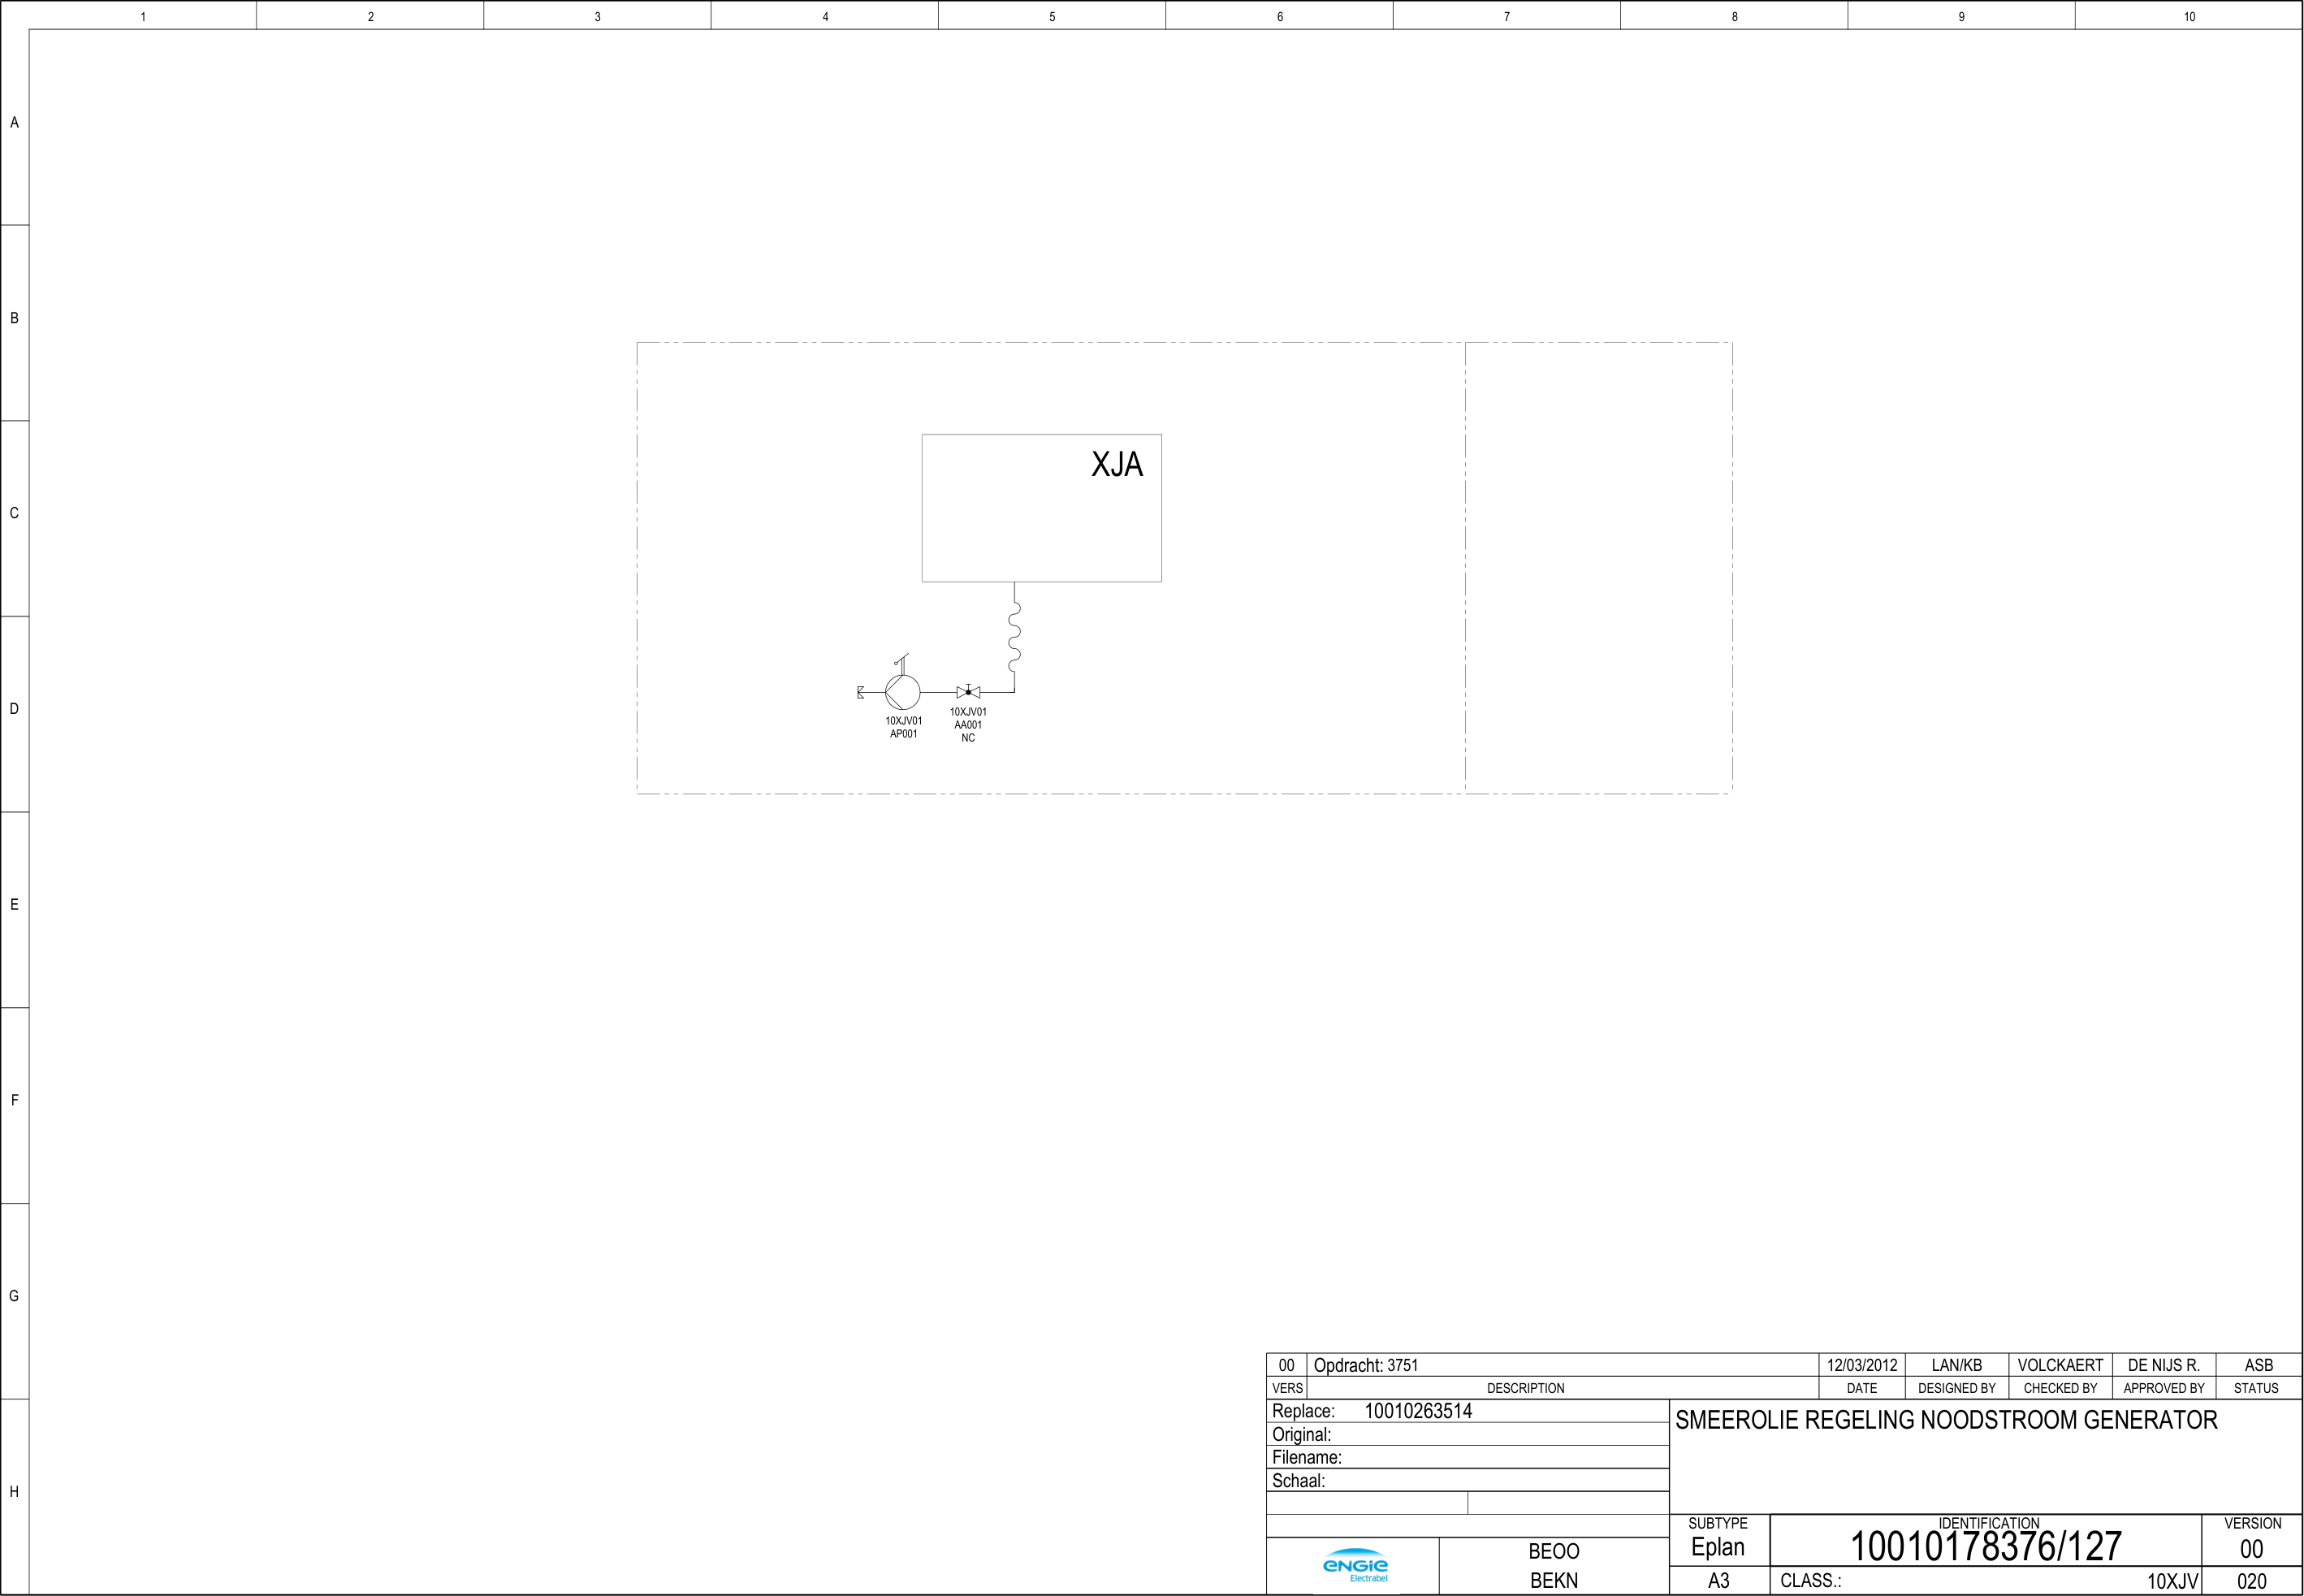 1 2 3 4 5 6 7 8 9 10
A
B
C
D
E
F
G
H
XJA
10XJV01
AP001
10XJV01
AA001
NC
00 Opdracht: 3751 12/03/2012 LAN/KB VOLCKAERT DE NIJS R. ASB
VERS DESCRIPTION DATE DESIGNED BY CHECKED BY APPROVED BY STATUS
Replace: 10010263514
Original:
Filename:
Schaal:
SMEEROLIE REGELING NOODSTROOM GENERATOR
SUBTYPE IDENTIFICATION VERSION
Eplan 10010178376/127 00
A3 CLASS.: 10XJV 020
ENGIE
Electrabel
BEOO
BEKN